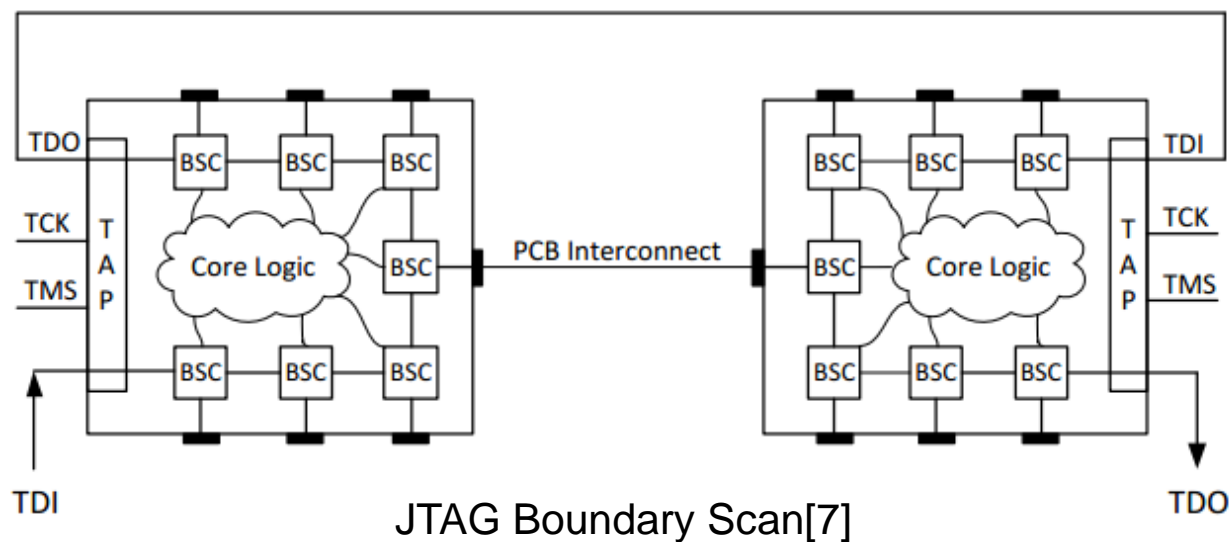 TDO BSC BSC BSC BSC BSC BSC TDI
TCK T A P Core Logic BSC PCB Interconnect BSC Core Logic T A P TCK
TMS TMS
BSC BSC BSC BSC BSC BSC
TDI TDO
JTAG Boundary Scan[7]